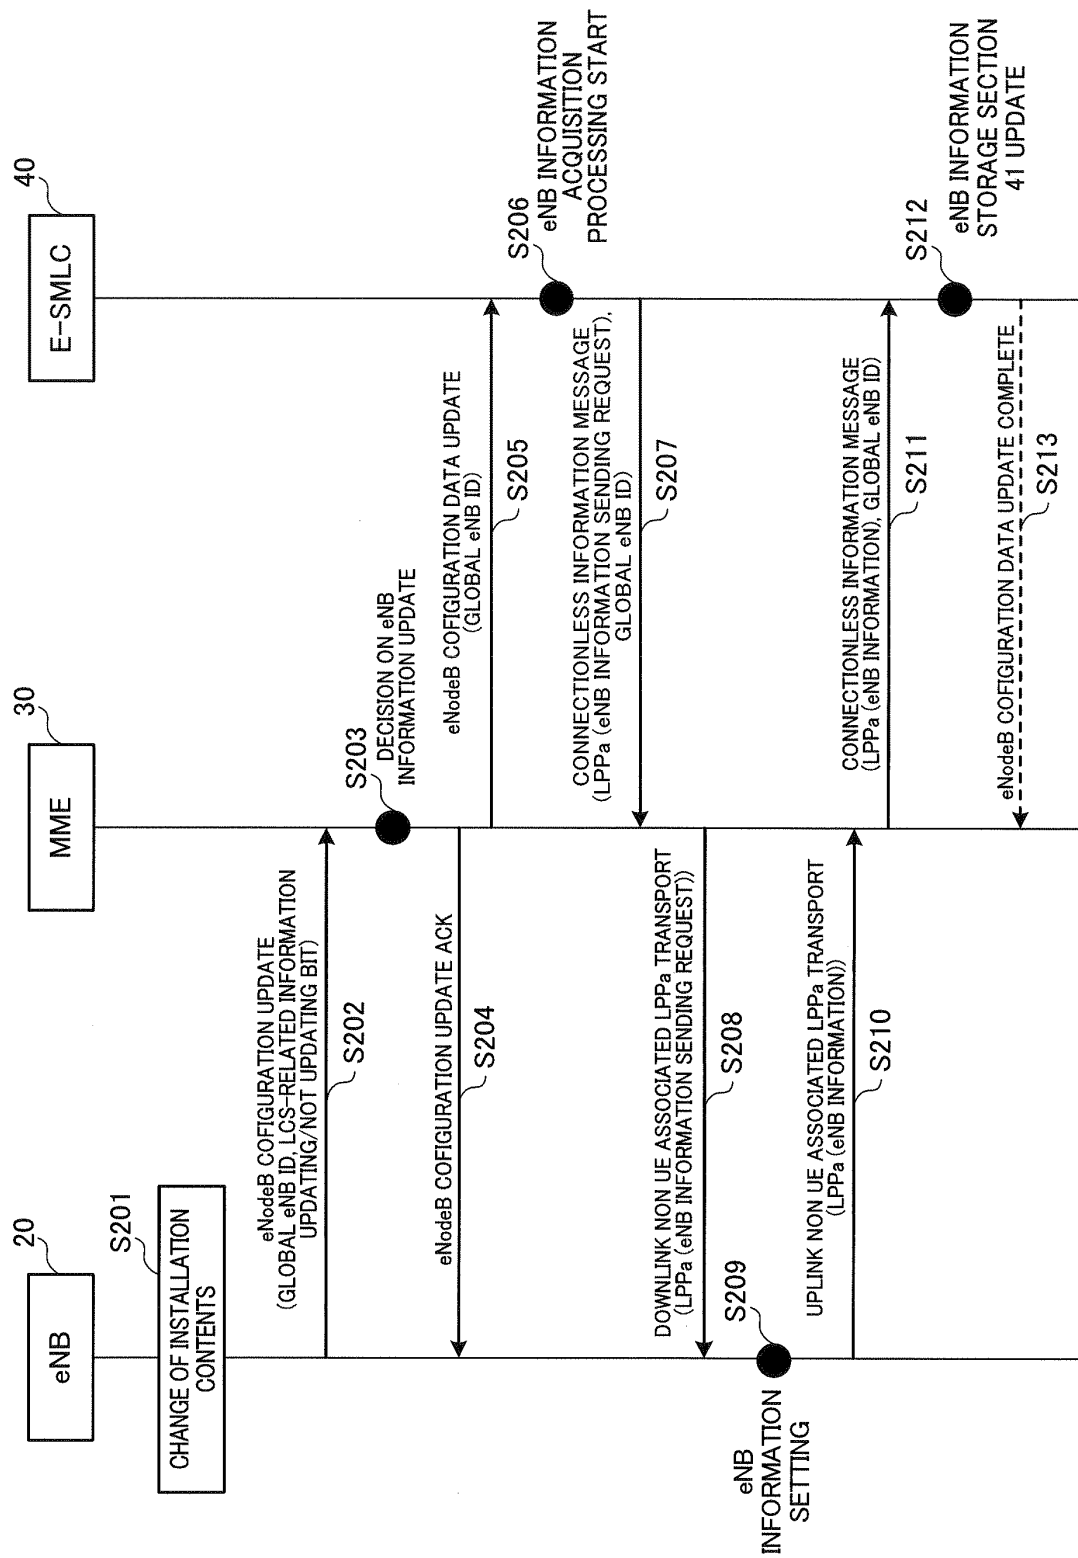 eNB
20
MME
30
E-SMLC
40
S201
CHANGE OF INSTALLATION
CONTENTS
eNodeB COFIGURATION UPDATE
(GLOBAL eNB ID, LCS-RELATED INFORMATION
UPDATING/NOT UPDATING BIT)
S202
S203
DECISION ON eNB
INFORMATION UPDATE
eNodeB COFIGURATION UPDATE ACK
S204
eNodeB COFIGURATION DATA UPDATE
(GLOBAL eNB ID)
S205
S206
eNB INFORMATION
ACQUISITION
PROCESSING START
CONNECTIONLESS INFORMATION MESSAGE
(LPPa (eNB INFORMATION SENDING REQUEST),
GLOBAL eNB ID)
S207
DOWNLINK NON UE ASSOCIATED LPPa TRANSPORT
(LPPa (eNB INFORMATION SENDING REQUEST))
S208
S209
eNB
INFORMATION
SETTING
UPLINK NON UE ASSOCIATED LPPa TRANSPORT
(LPPa (eNB INFORMATION))
S210
CONNECTIONLESS INFORMATION MESSAGE
(LPPa (eNB INFORMATION), GLOBAL eNB ID)
S211
S212
eNB INFORMATION
STORAGE SECTION
41 UPDATE
eNodeB COFIGURATION DATA UPDATE COMPLETE
S213